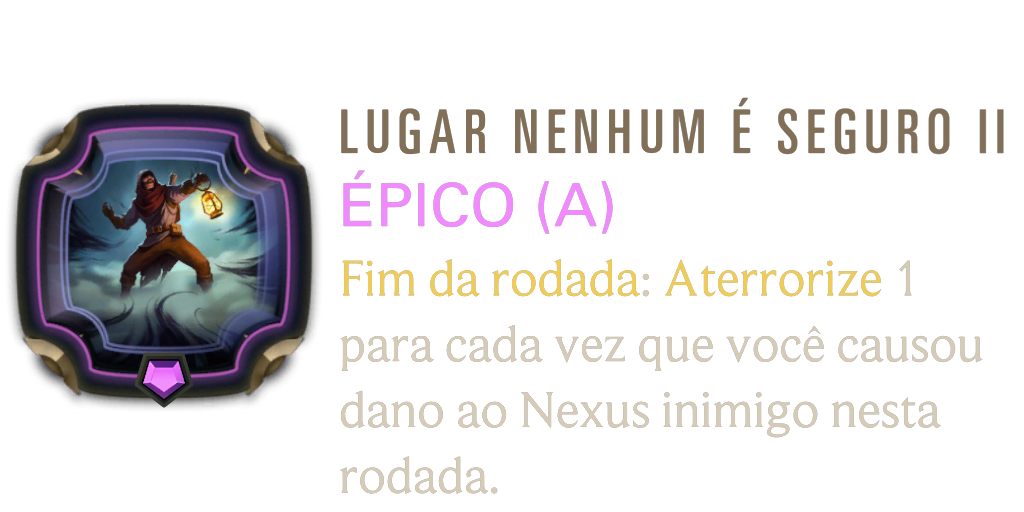 LUGAR NENHUM É SEGURO II
ÉPICO (A)
Fim da rodada: Aterrorize 1
para cada vez que você causou
dano ao Nexus inimigo nesta
rodada.